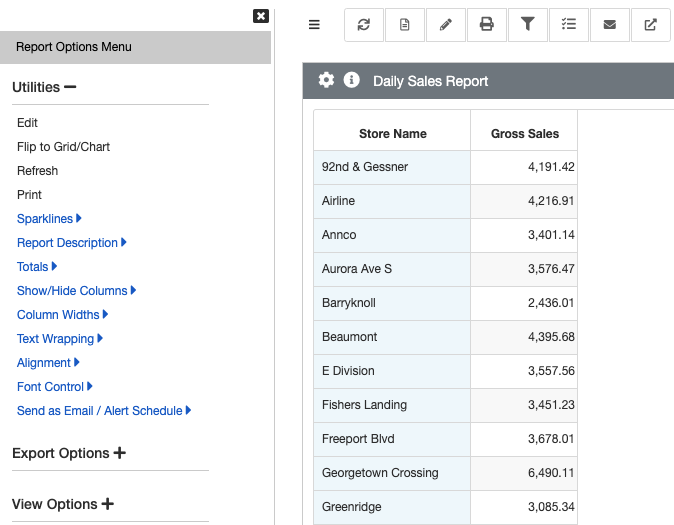 Report Options Menu
Utilities
Edit
Flip to Grid/Chart
Refresh
Print
Sparklines
Report Description
Totals
Show/Hide Columns
Column Widths
Text Wrapping
Alignment
Font Control
Send as Email / Alert Schedule
Export Options
View Options
Daily Sales Report
Store Name Gross Sales
92nd & Gessner 4,191.42
Airline 4,216.91
Annco 3,401.14
Aurora Ave S 3,576.47
Barryknoll 2,436.01
Beaumont 4,395.68
E Division 3,557.56
Fishers Landing 3,451.23
Freeport Blvd 3,678.01
Georgetown Crossing 6,490.11
Greenridge 3,085.34